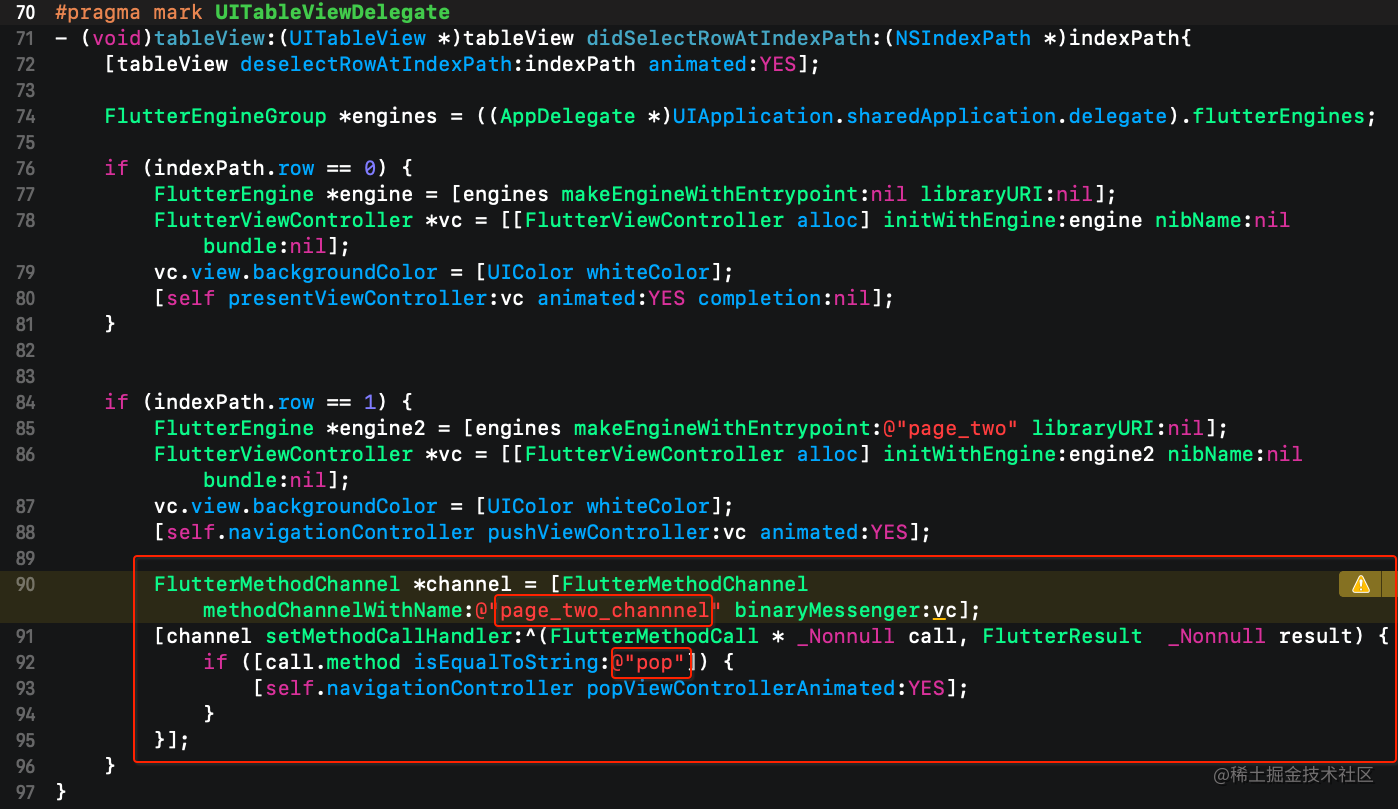 70 #pragma mark UITableViewDelegate
71 - (void)tableView:(UITableView *)tableView didSelectRowAtIndexPath:(NSIndexPath *)indexPath{
72     [tableView deselectRowAtIndexPath:indexPath animated:YES];
73
74     FlutterEngineGroup *engines = ((AppDelegate *)UIApplication.sharedApplication.delegate).flutterEngines;
75
76     if (indexPath.row == 0) {
77         FlutterEngine *engine = [engines makeEngineWithEntrypoint:nil libraryURI:nil];
78         FlutterViewController *vc = [[FlutterViewController alloc] initWithEngine:engine nibName:nil
            bundle:nil];
79         vc.view.backgroundColor = [UIColor whiteColor];
80         [self presentViewController:vc animated:YES completion:nil];
81     }
82
83
84     if (indexPath.row == 1) {
85         FlutterEngine *engine2 = [engines makeEngineWithEntrypoint:@"page_two" libraryURI:nil];
86         FlutterViewController *vc = [[FlutterViewController alloc] initWithEngine:engine2 nibName:nil
            bundle:nil];
87         vc.view.backgroundColor = [UIColor whiteColor];
88         [self.navigationController pushViewController:vc animated:YES];
89
90         FlutterMethodChannel *channel = [FlutterMethodChannel
            methodChannelWithName:@"page_two_channnel" binaryMessenger:vc];
91         [channel setMethodCallHandler:^(FlutterMethodCall * _Nonnull call, FlutterResult  _Nonnull result) {
92             if ([call.method isEqualToString:@"pop"]) {
93                 [self.navigationController popViewControllerAnimated:YES];
94             }
95         }];
96     }
97 }
@稀土掘金技术社区